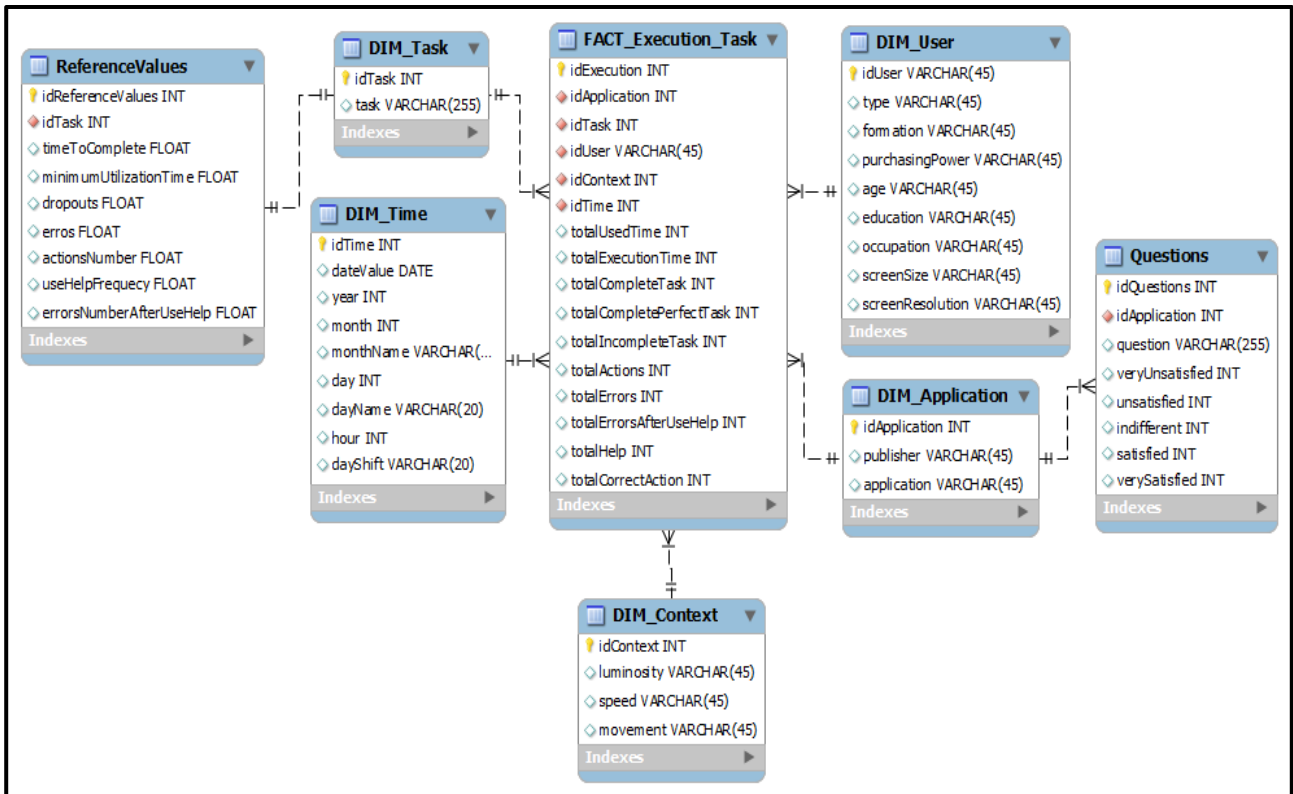 ReferenceValues
idReferenceValues INT
idTask INT
timeToComplete FLOAT
minimumUtilizationTime FLOAT
dropouts FLOAT
erros FLOAT
actionsNumber FLOAT
useHelpFrequecy FLOAT
errorsNumberAfterUseHelp FLOAT
Indexes
DIM_Task
idTask INT
task VARCHAR(255)
Indexes
DIM_Time
idTime INT
dateValue DATE
year INT
month INT
monthName VARCHAR(...
day INT
dayName VARCHAR(20)
hour INT
dayShift VARCHAR(20)
Indexes
FACT_Execution_Task
idExecution INT
idApplication INT
idTask INT
idUser VARCHAR(45)
idContext INT
idTime INT
totalUsedTime INT
totalExecutionTime INT
totalCompleteTask INT
totalCompletePerfectTask INT
totalIncompleteTask INT
totalActions INT
totalErrors INT
totalErrorsAfterUseHelp INT
totalHelp INT
totalCorrectAction INT
Indexes
DIM_User
idUser VARCHAR(45)
type VARCHAR(45)
formation VARCHAR(45)
purchasingPower VARCHAR(45)
age VARCHAR(45)
education VARCHAR(45)
occupation VARCHAR(45)
screenSize VARCHAR(45)
screenResolution VARCHAR(45)
Indexes
DIM_Application
idApplication INT
publisher VARCHAR(45)
application VARCHAR(45)
Indexes
Questions
idQuestions INT
idApplication INT
question VARCHAR(255)
veryUnsatisfied INT
unsatisfied INT
indifferent INT
satisfied INT
verySatisfied INT
Indexes
DIM_Context
idContext INT
luminosity VARCHAR(45)
speed VARCHAR(45)
movement VARCHAR(45)
Indexes